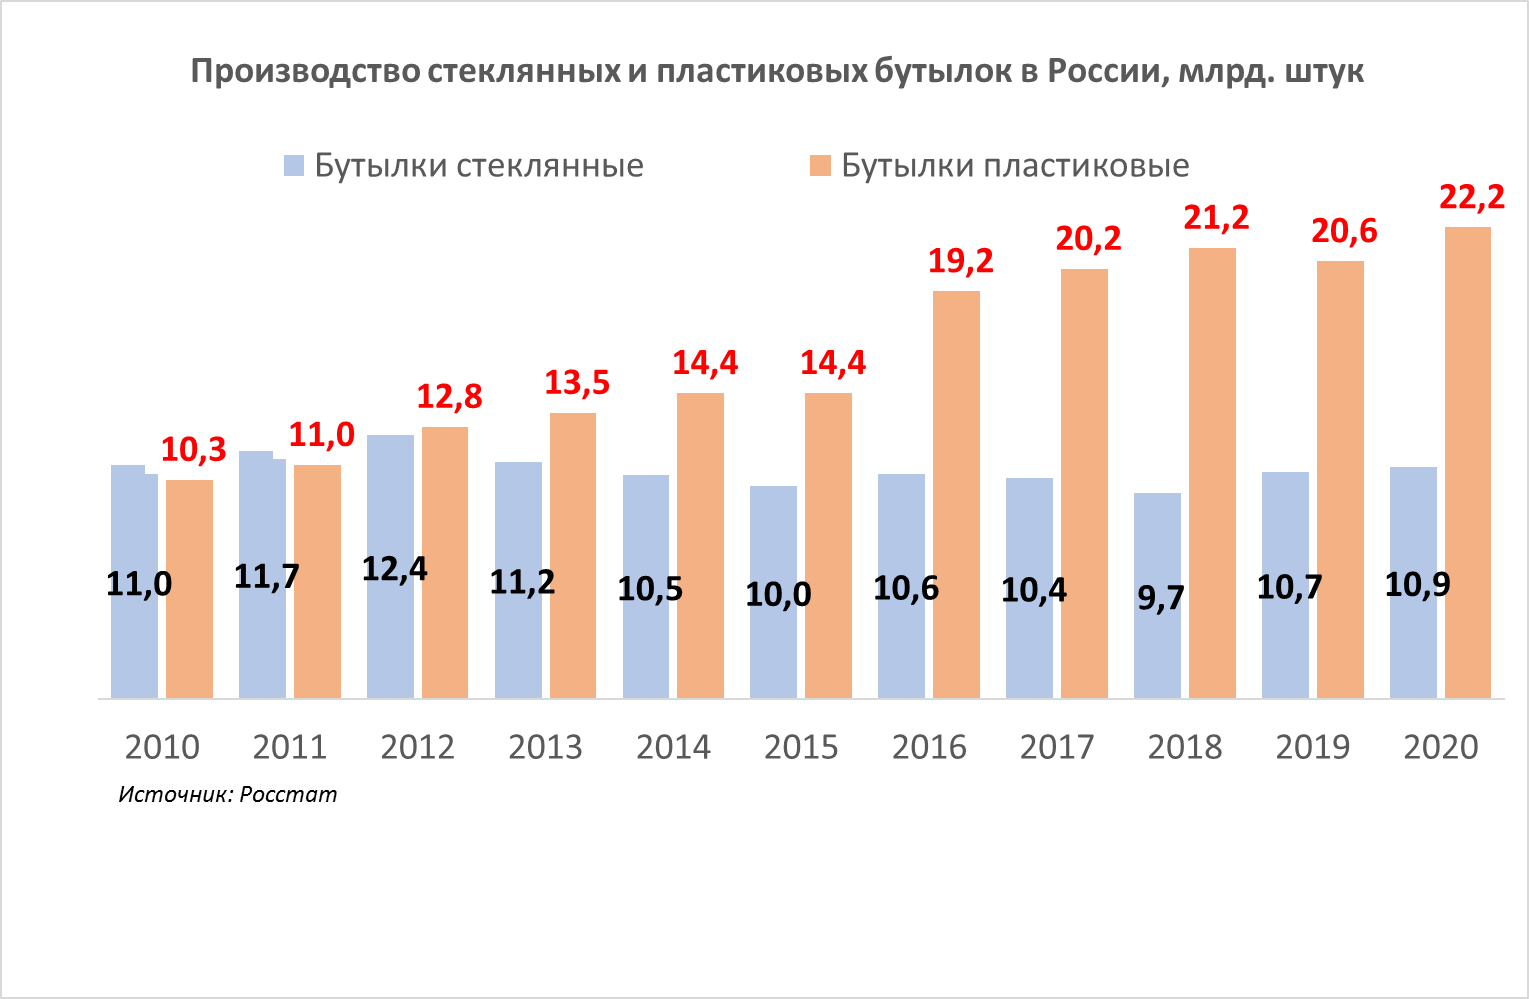 Производство стеклянных и пластиковых бутылок в России, млрд. штук
Бутылки стеклянные Бутылки пластиковые
10,3 11,0 12,8 13,5 14,4 14,4 19,2 20,2 21,2 20,6 22,2
11,0 11,7 12,4 11,2 10,5 10,0 10,6 10,4 9,7 10,7 10,9
2010 2011 2012 2013 2014 2015 2016 2017 2018 2019 2020
Источник: Росстат